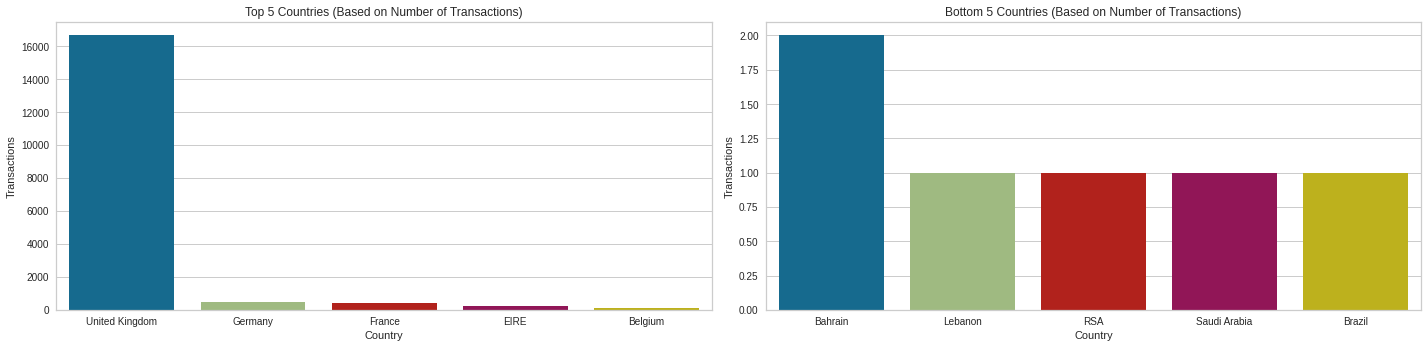 Top 5 Countries (Based on Number of Transactions)
Transactions
16000
14000
12000
10000
8000
6000
4000
2000
0
United Kingdom
Germany
France
EIRE
Belgium
Country
Bottom 5 Countries (Based on Number of Transactions)
Transactions
2.00
1.75
1.50
1.25
1.00
0.75
0.50
0.25
0.00
Bahrain
Lebanon
RSA
Saudi Arabia
Brazil
Country